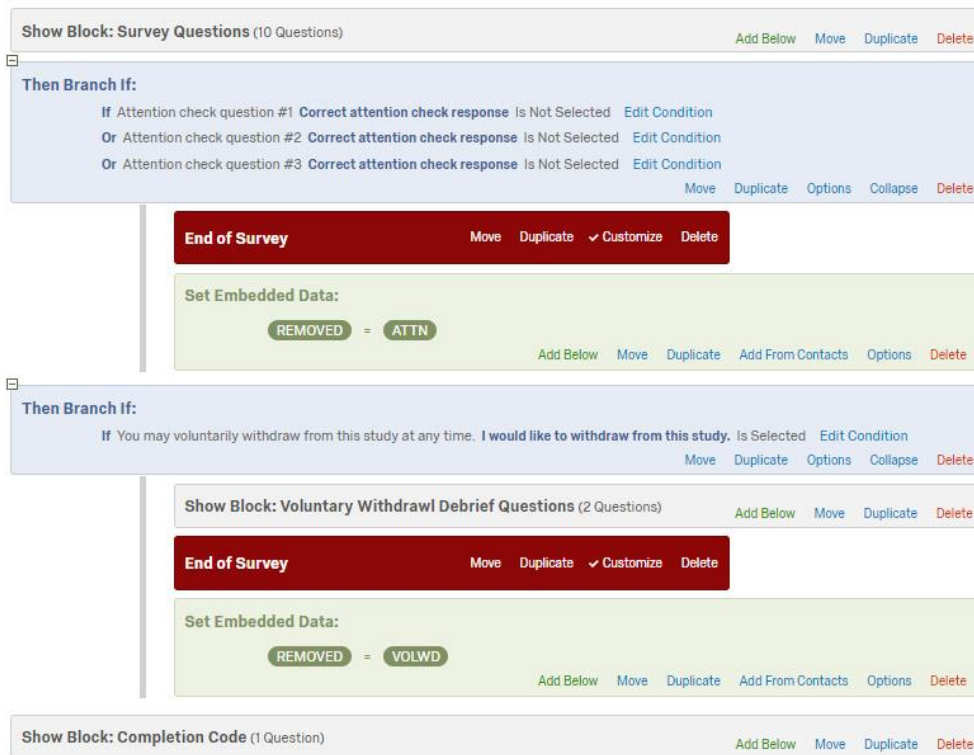 Show Block: Survey Questions (10 Questions) Add Below Move Duplicate Delete
Then Branch If:
If Attention check question #1 Correct attention check response Is Not Selected Edit Condition
Or Attention check question #2 Correct attention check response Is Not Selected Edit Condition
Or Attention check question #3 Correct attention check response Is Not Selected Edit Condition
Move Duplicate Options Collapse Delete
End of Survey Move Duplicate ✓ Customize Delete
Set Embedded Data:
REMOVED = ATTN
Add Below Move Duplicate Add From Contacts Options Delete
Then Branch If:
If You may voluntarily withdraw from this study at any time. I would like to withdraw from this study. Is Selected Edit Condition
Move Duplicate Options Collapse Delete
Show Block: Voluntary Withdrawl Debrief Questions (2 Questions) Add Below Move Duplicate Delete
End of Survey Move Duplicate ✓ Customize Delete
Set Embedded Data:
REMOVED = VOLWD
Add Below Move Duplicate Add From Contacts Options Delete
Show Block: Completion Code (1 Question) Add Below Move Duplicate Delete